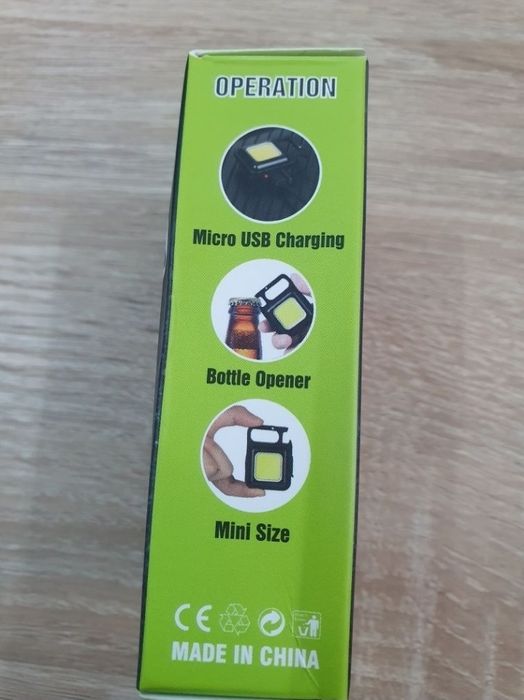 OPERATION
Micro USB Charging
Bottle Opener
Mini Size
CE
MADE IN CHINA